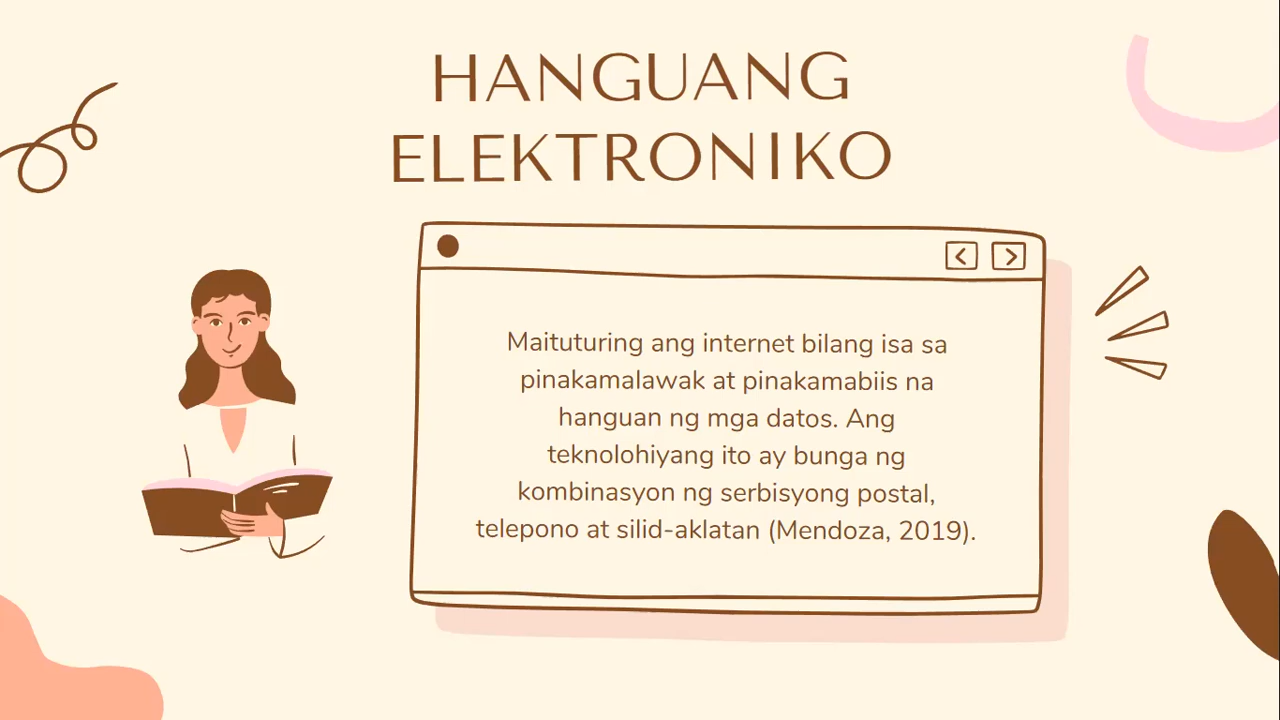 HANGUANG
ELEKTRONIKO
Maituturing ang internet bilang isa sa
pinakamalawak at pinakamabiis na
hanguan ng mga datos. Ang
teknolohiyang ito ay bunga ng
kombinasyon ng serbisyong postal,
telepono at silid-aklatan (Mendoza, 2019).